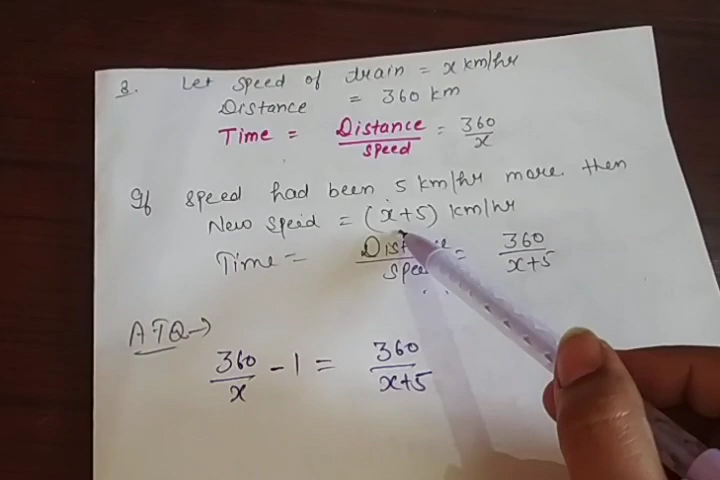 3. Let speed of train = x km/hr
Distance = 360 km
Time = Distance/speed = 360/x
If speed had been 5 km/hr more then
New speed = (x+5) km/hr
Time = = 360/x+5
ATQ→
360/x - 1 = 360/x+5